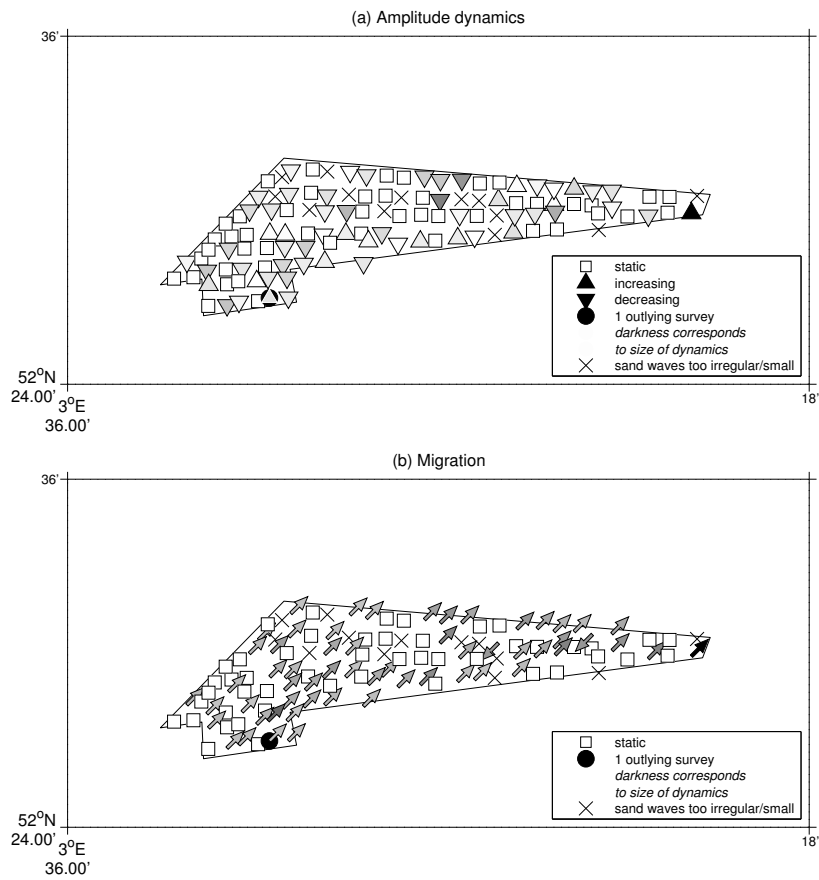 (a) Amplitude dynamics
36'
static
increasing
decreasing
1 outlying survey
darkness corresponds
to size of dynamics
sand waves too irregular/small
52°N
24.00'
3°E
36.00'
18'
(b) Migration
36'
static
1 outlying survey
darkness corresponds
to size of dynamics
sand waves too irregular/small
52°N
24.00'
3°E
36.00'
18'